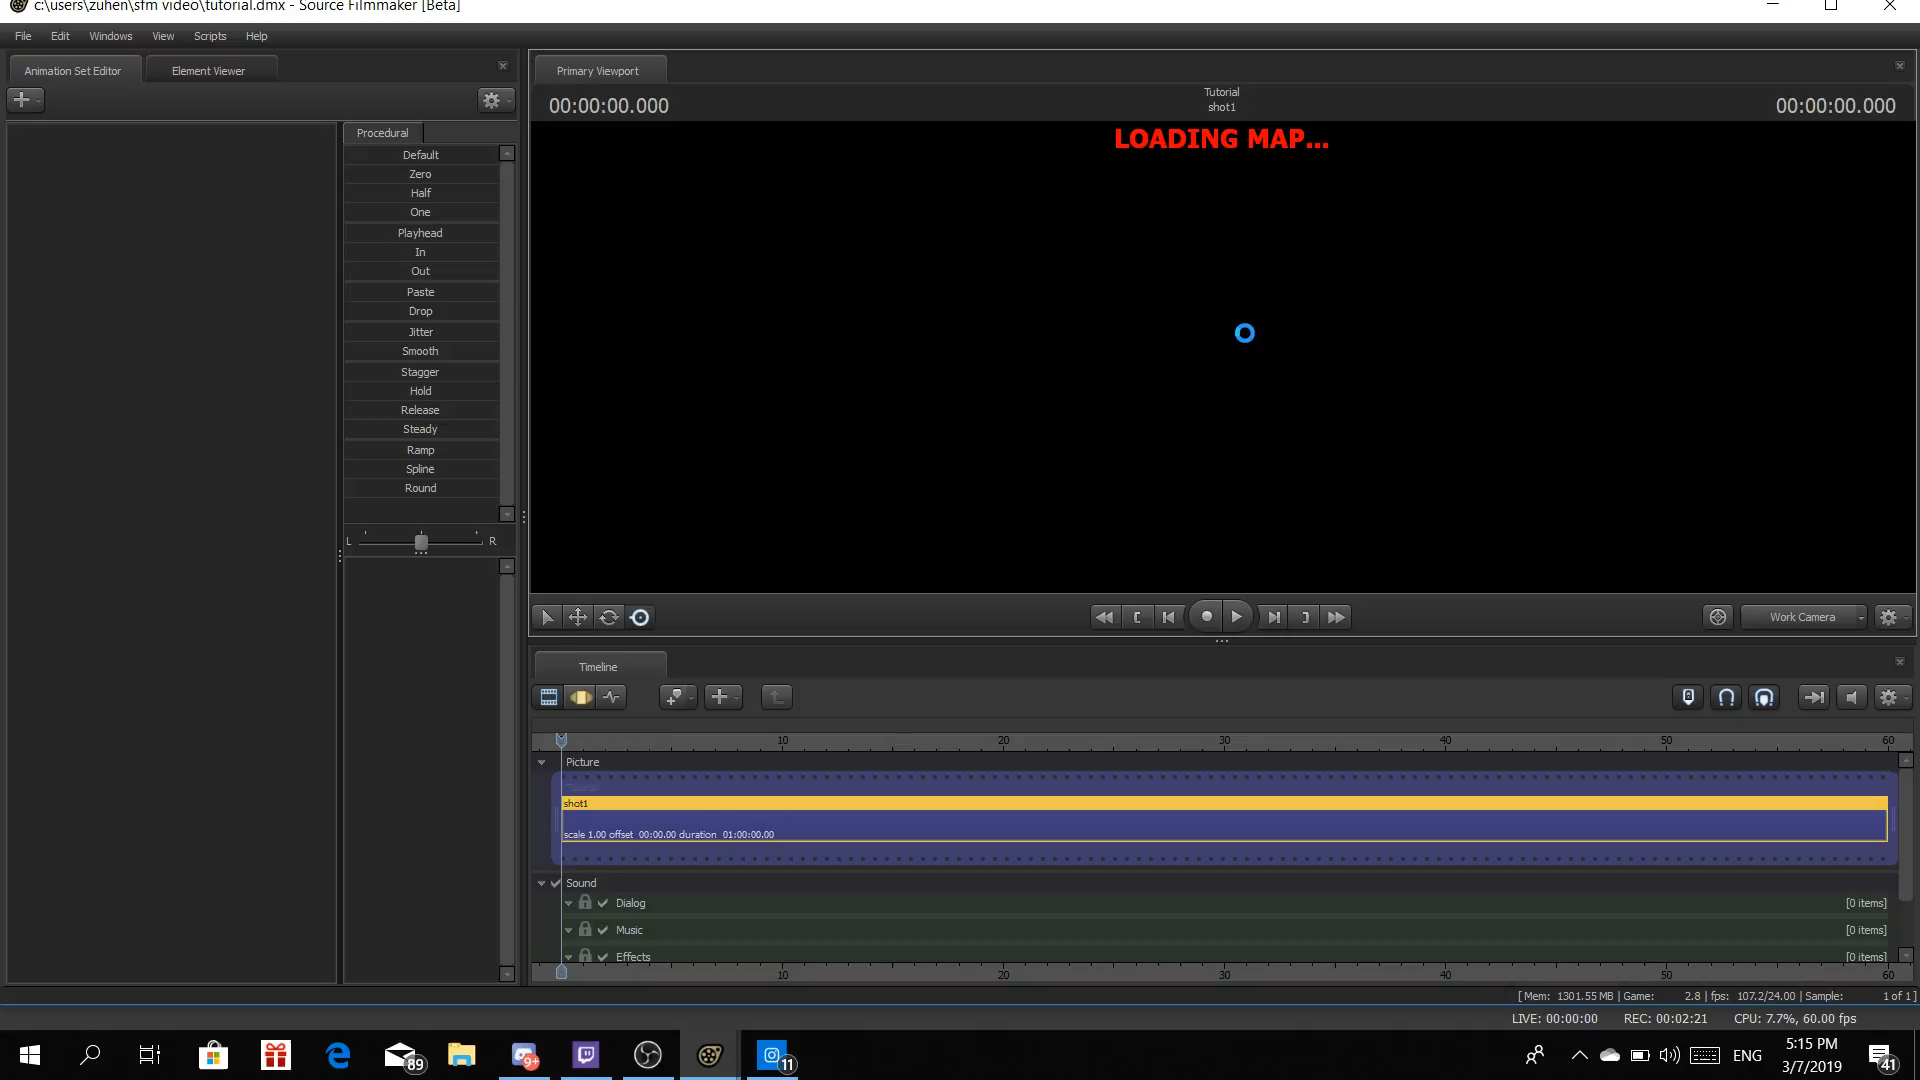 c:\users\zuhen\sfm video\tutorial.dmx - Source Filmmaker [Beta]
File Edit Windows View Scripts Help
Animation Set Editor Element Viewer
Primary Viewport
00:00:00.000
Tutorial
shot1
00:00:00.000
LOADING MAP...
Procedural
Default
Zero
Half
One
Playhead
In
Out
Paste
Drop
Jitter
Smooth
Stagger
Hold
Release
Steady
Ramp
Spline
Round
L R
Work Camera
Timeline
10 20 30 40 50 60
Picture
shot1
scale 1.00 offset 00:00.00 duration 01:00:00.00
Sound
Dialog [0 items]
Music [0 items]
Effects [0 items]
10 20 30 40 50 60
[ Mem: 1301.55 MB | Game: 2.8 | fps: 107.2/24.00 | Sample: 1 of 1 ]
LIVE: 00:00:00 REC: 00:02:21 CPU: 7.7%, 60.00 fps
89 9+ 11 ENG
5:15 PM
3/7/2019
41